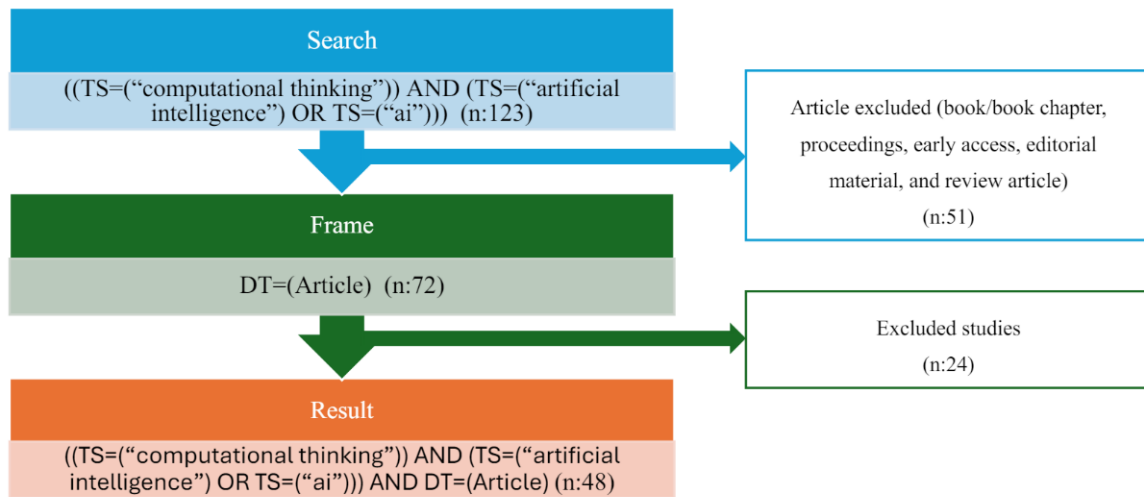 Search
((TS=(“computational thinking”)) AND (TS=(“artificial
intelligence”) OR TS=(“ai”))) (n:123)
Article excluded (book/book chapter,
proceedings, early access, editorial
material, and review article)
(n:51)
Frame
DT=(Article) (n:72)
Excluded studies
(n:24)
Result
((TS=(“computational thinking”)) AND (TS=(“artificial
intelligence”) OR TS=(“ai”))) AND DT=(Article) (n:48)